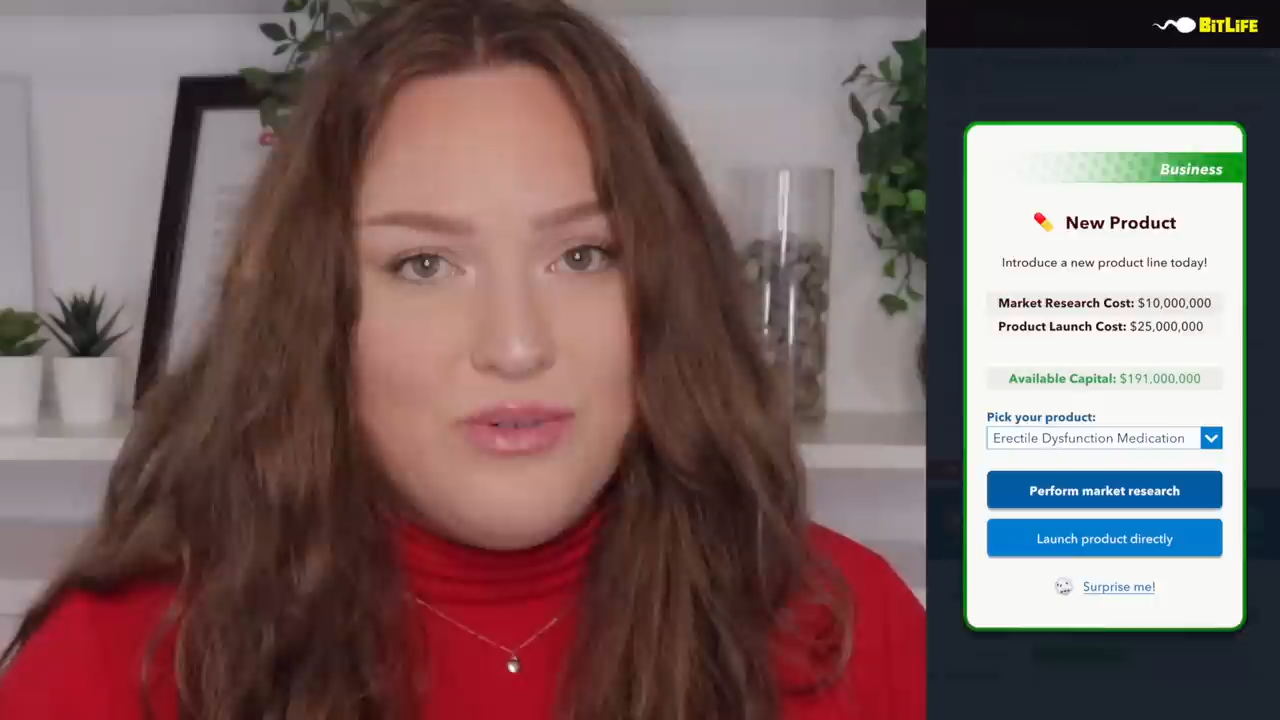 BITLIFE
Business
New Product
Introduce a new product line today!
Market Research Cost: $10,000,000
Product Launch Cost: $25,000,000
Available Capital: $191,000,000
Pick your product:
Erectile Dysfunction Medication
Perform market research
Launch product directly
Surprise me!